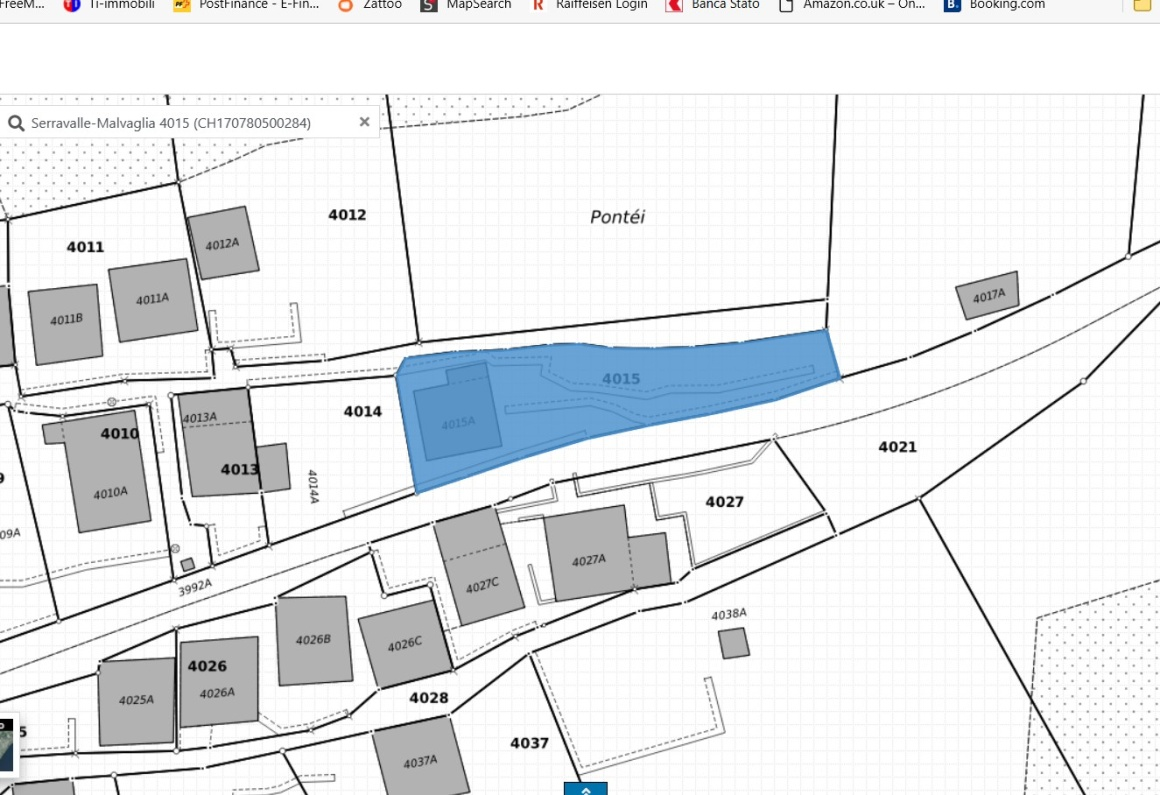 FreeM...
Ti-immobili
PostFinance - E-Fin...
Zattoo
MapSearch
Raiffeisen Login
Banca Stato
Amazon.co.uk – On...
Booking.com
Serravalle-Malvaglia 4015 (CH170780500284)
4012
Pontéi
4011
4012A
4011A
4011B
4017A
4015
4014
4013A
4015A
4010
4021
4013
4014A
4010A
4027
09A
4027A
3992A
4027C
4038A
4026B
4026C
4026
4026A
4025A
4028
5
4037
4037A